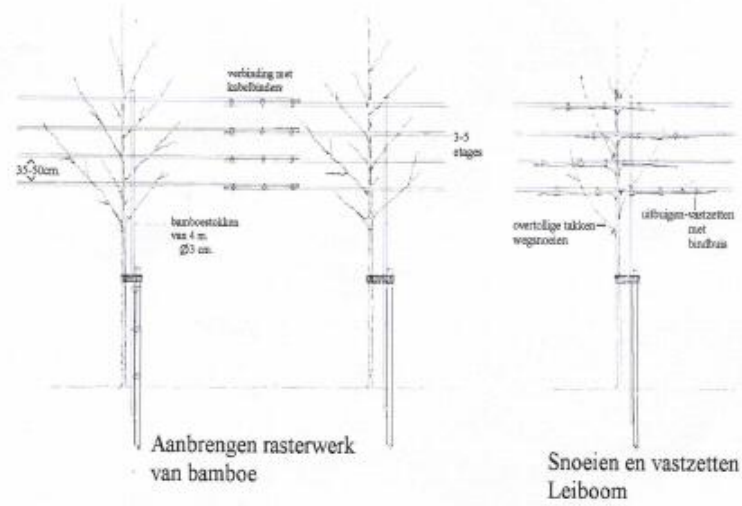 verbinding met
kabelbinders
35-50cm.
3-5
etages
bamboestokken
van 4 m.
Ø3 cm.
overtollige takken
wegsnoeien
uitbuigen-vastzetten
met
bindbuis
Aanbrengen rasterwerk
van bamboe
Snoeien en vastzetten
Leiboom